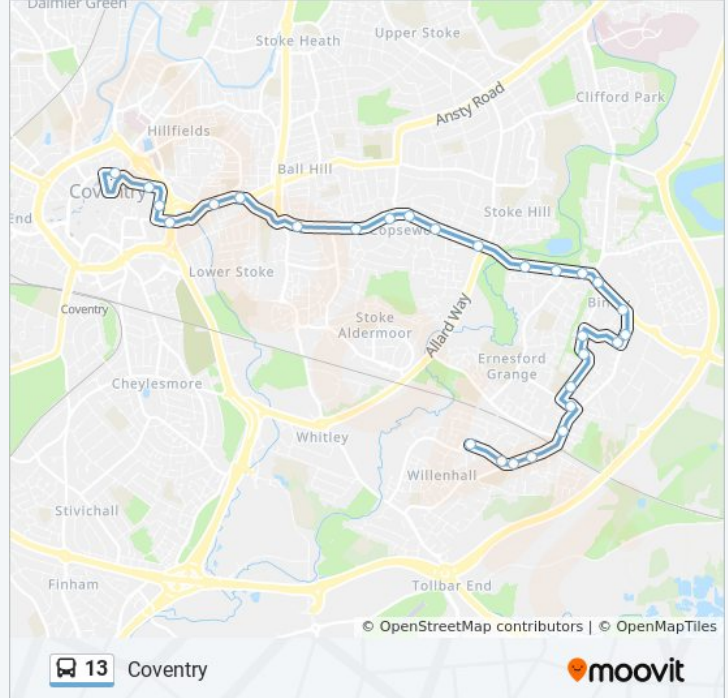 Daimler Green
Stoke Heath
Upper Stoke
Ansty Road
Clifford Park
Hillfields
Ball Hill
Coventry
End
Stoke Hill
Lower Stoke
Coventry
Stoke
Aldermoor
Allard Way
Ernesford
Grange
Cheylesmore
Whitley
Willenhall
Stivichall
Finham
Tollbar End
© OpenStreetMap contributors | © OpenMapTiles
13 Coventry
moovit